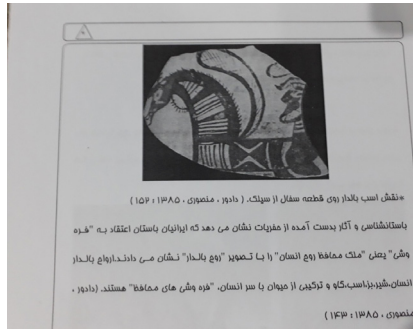 *نقش اسب بالدار روی قطعه سفال از سیلک. ( دادور ، منصوری ، ۱۳۸۵ : ۱۵۲ )
باستانشناسی و آثار بدست آمده از حفریات نشان می دهد که ایرانیان باستان اعتقاد به "فره
وشی" یعنی "ملک محافظ روح انسان" را با تصویر "روح بالدار" نشان می دادند.ارواح بالدار
انسان،شیر،بز،اسب،گاو و ترکیبی از حیوان با سر انسان، "فره وشی های محافظ" هستند. (دادور ،
منصوری ، ۱۳۸۵ : ۱۴۳ )